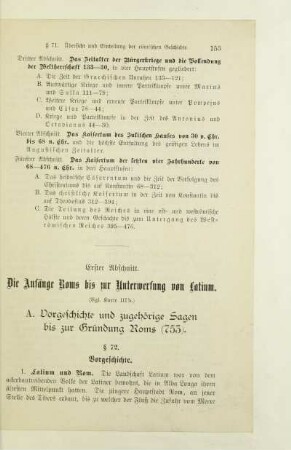 § 71. Übersicht und Einteilung der römischen Geschichte. 153
Dritter Abschnitt. Das Zeitalter der Bürgerkriege und die Vollendung
der Weltherrschaft 133—30, in vier Hauptstufen gegliedert:
A. Die Zeit der Gracchischen Unruhen 133—121;
B. Auswärtige Kriege und innere Parteikämpfe unter Marius
und Sulla 111—78;
C. Weitere Kriege und innere Parteikämpfe unter Pompejus
und Cäsar 78—44;
D. Parteikämpfe und Kriege in der Zeit des Antonius und
Octavianus 44—30.
Vierter Abschnitt. Das Kaisertum des Julischen Hauses von 30 v. Chr.
bis 68 n. Chr. und die höchste Entfaltung des geistigen Lebens im
Augusteischen Zeitalter.
Fünfter Abschnitt. Das Kaisertum der letzten vier Jahrhunderte von
68—476 n. Chr. in drei Hauptstufen:
A. Das heidnische Cäsarentum und die Zeit der Verfolgung des
Christentums bis auf Konstantin 68—312;
B. Das christliche Kaisertum in der Zeit von Konstantin bis
auf Theodosius 312—394;
C. Die Teilung des Reiches in eine ost- und weströmische
Hälfte und deren Geschichte bis zum Untergang des West-
römischen Reiches 395—476.
Erster Abschnitt.
Die Anfänge Roms bis zur Unterwerfung von Latium.
(Vgl. Karte III.)
A. Vorgeschichte und zugehörige Sagen
bis zur Gründung Roms (753).
§ 72.
Vorgeschichte.
1. Latium und Rom. Die Landschaft Latium war von dem
ackerbautreibenden Volke der Latiner bewohnt, die in Alba Longa ihren
ältesten Mittelpunkt hatten. Die jüngere Hauptstadt Rom, an jener
Stelle des Tibers erbaut, bis zu welcher der Fluß die Zufuhr vom Meere